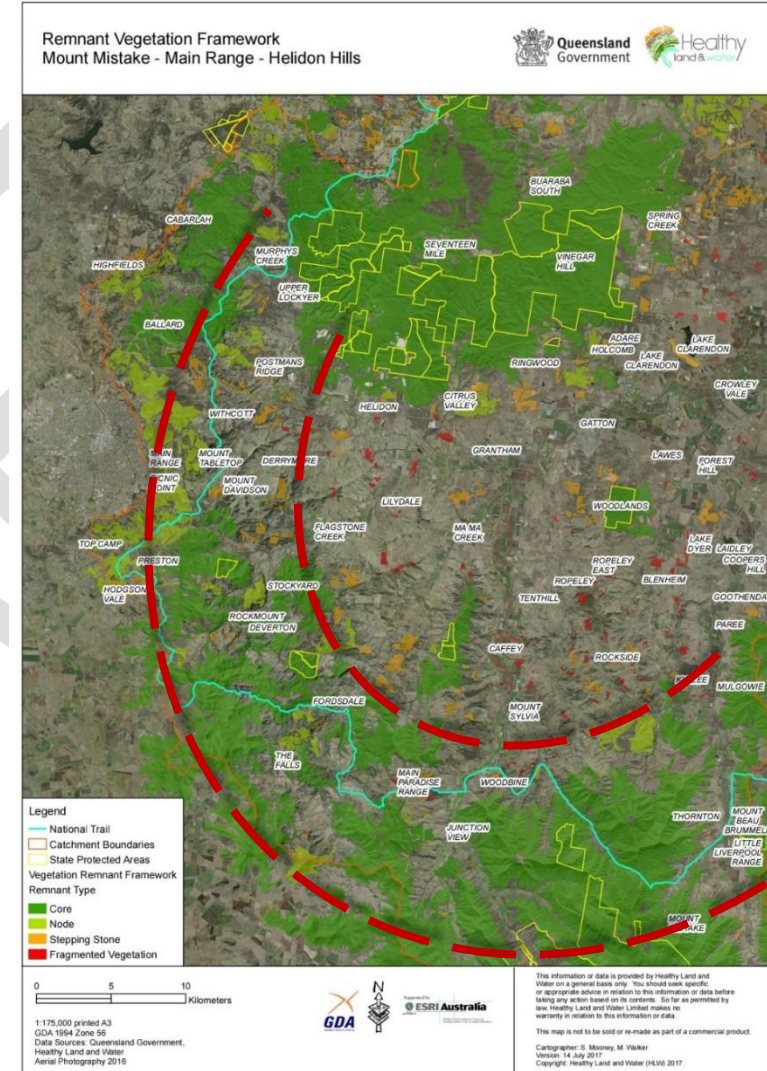 Remnant Vegetation Framework
Mount Mistake - Main Range - Helidon Hills
Queensland
Government
Healthy
land & water
BUARABA
SOUTH
CABARLAH
SPRING
CREEK
MURPHYS
CREEK
SEVENTEEN
MILE
VINEGAR
HILL
HIGHFIELDS
UPPER
LOCKYER
BALLARD
ADARE
HOLCOMB
LAKE
CLARENDON
LAKE
CLARENDON
POSTMANS
RIDGE
RINGWOOD
CROWLEY
VALE
CITRUS
VALLEY
HELIDON
WITHCOTT
GATTON
GRANTHAM
MAIN
RANGE
PICNIC
POINT
MOUNT
TABLETOP
DERRYMORE
LAWES
FOREST
HILL
MOUNT
DAVIDSON
LILYDALE
WOODLANDS
FLAGSTONE
CREEK
MA MA
CREEK
LAKE
DYER
LAIDLEY
COOPERS
HILL
TOP CAMP
PRESTON
ROPELEY
EAST
ROPELEY
BLENHEIM
HODGSON
VALE
STOCKYARD
TENTHILL
GOOTHENDA
ROCKMOUNT
DEVERTON
PAREE
CAFFEY
ROCKSIDE
MULGOWIE
FORDSDALE
MOUNT
SYLVIA
THE
FALLS
MAIN
PARADISE
RANGE
WOODBINE
JUNCTION
VIEW
THORNTON
MOUNT
BEAU
BRUMMELL
LITTLE
LIVERPOOL
RANGE
MOUNT
Legend
National Trail
Catchment Boundaries
State Protected Areas
Vegetation Remnant Framework
Remnant Type
Core
Node
Stepping Stone
Fragmented Vegetation
0 5 10
Kilometers
1:175,000 printed A3
GDA 1994 Zone 56
Data Sources: Queensland Government,
Healthy Land and Water
Aerial Photography 2016
GDA
N
Supported by
ESRI Australia
This information or data is provided by Healthy Land and
Water on a general basis only. You should seek specific
or appropriate advice in relation to this information or data before
taking any action based on its contents. So far as permitted by
law, Healthy Land and Water Limited makes no
warranty in relation to this information or data.
This map is not to be sold or re-made as part of a commercial product.
Cartographer: S. Mooney, M. Walker
Version: 14 July 2017
Copyright: Healthy Land and Water (HLW) 2017.